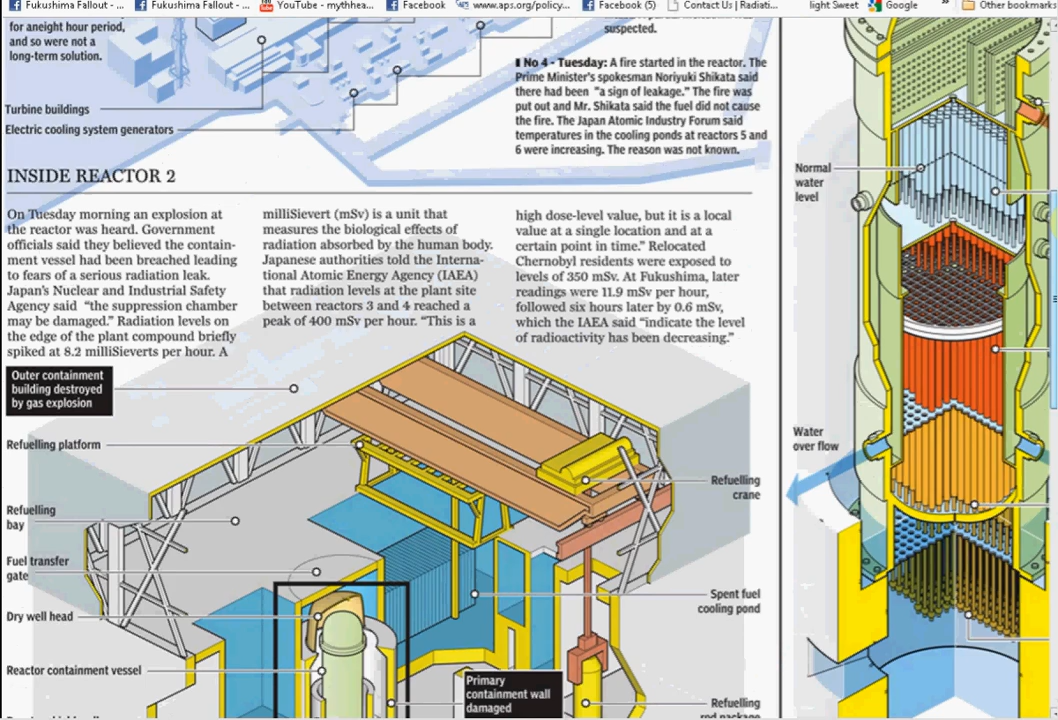 Fukushima Fallout - ...
Fukushima Fallout - ...
YouTube - mythhea...
Facebook
www.aps.org/policy...
Facebook (5)
Contact Us | Radiati...
light Sweet
Google
»
Other bookmarks
for aneight hour period,
and so were not a
long-term solution.
Turbine buildings
Electric cooling system generators
suspected.
No 4 - Tuesday: A fire started in the reactor. The
Prime Minister's spokesman Noriyuki Shikata said
there had been "a sign of leakage." The fire was
put out and Mr. Shikata said the fuel did not cause
the fire. The Japan Atomic Industry Forum said
temperatures in the cooling ponds at reactors 5 and
6 were increasing. The reason was not known.
INSIDE REACTOR 2
On Tuesday morning an explosion at
the reactor was heard. Government
officials said they believed the contain-
ment vessel had been breached leading
to fears of a serious radiation leak.
Japan's Nuclear and Industrial Safety
Agency said "the suppression chamber
may be damaged." Radiation levels on
the edge of the plant compound briefly
spiked at 8.2 milliSieverts per hour. A
milliSievert (mSv) is a unit that
measures the biological effects of
radiation absorbed by the human body.
Japanese authorities told the Interna-
tional Atomic Energy Agency (IAEA)
that radiation levels at the plant site
between reactors 3 and 4 reached a
peak of 400 mSv per hour. "This is a
high dose-level value, but it is a local
value at a single location and at a
certain point in time." Relocated
Chernobyl residents were exposed to
levels of 350 mSv. At Fukushima, later
readings were 11.9 mSv per hour,
followed six hours later by 0.6 mSv,
which the IAEA said "indicate the level
of radioactivity has been decreasing."
Outer containment
building destroyed
by gas explosion
Refuelling platform
Refuelling
bay
Fuel transfer
gate
Dry well head
Reactor containment vessel
Refuelling
crane
Spent fuel
cooling pond
Primary
containment wall
damaged
Refuelling
rod package
Normal
water
level
Water
over flow